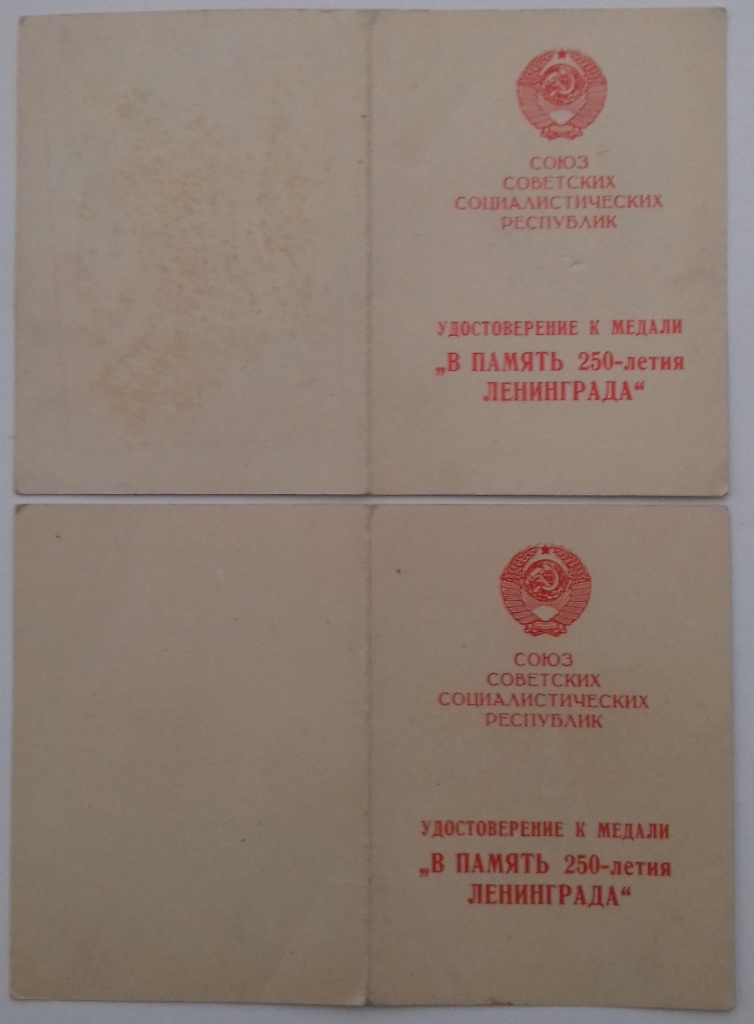 СОЮЗ
СОВЕТСКИХ
СОЦИАЛИСТИЧЕСКИХ
РЕСПУБЛИК
УДОСТОВЕРЕНИЕ К МЕДАЛИ
„В ПАМЯТЬ 250-летия
ЛЕНИНГРАДА“
СОЮЗ
СОВЕТСКИХ
СОЦИАЛИСТИЧЕСКИХ
РЕСПУБЛИК
УДОСТОВЕРЕНИЕ К МЕДАЛИ
„В ПАМЯТЬ 250-летия
ЛЕНИНГРАДА“